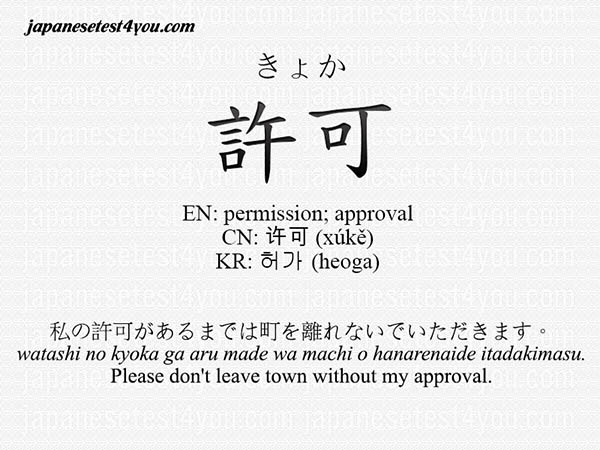 japanesetest4you.com
きょか
許可
EN: permission; approval
CN: 许可 (xúkě)
KR: 허가 (heoga)
私の許可があるまでは町を離れないでいただきます。
watashi no kyoka ga aru made wa machi o hanarenaide itadakimasu.
Please don't leave town without my approval.